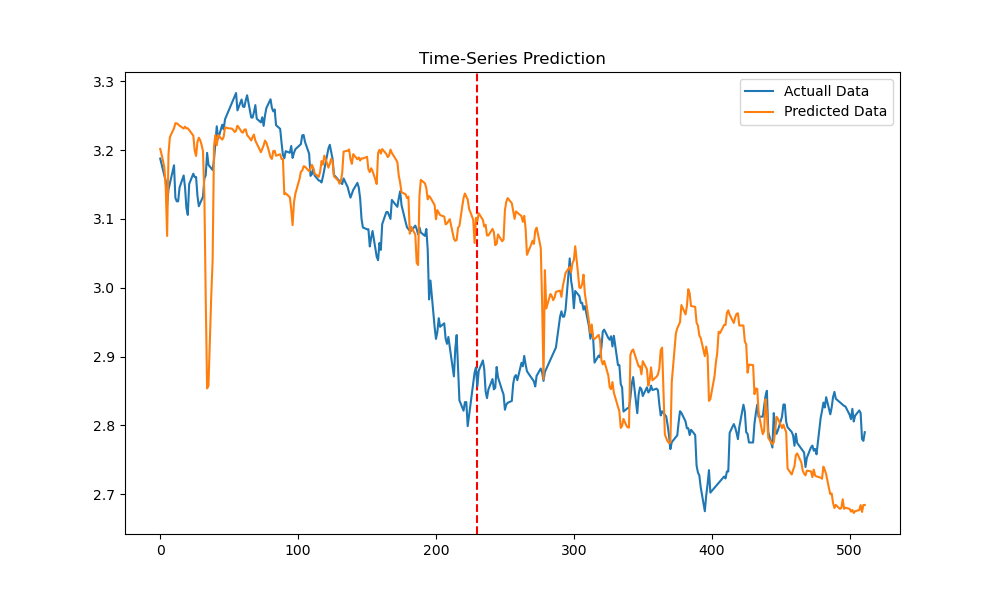 Time-Series Prediction
Actuall Data
Predicted Data
3.3
3.2
3.1
3.0
2.9
2.8
2.7
0 100 200 300 400 500